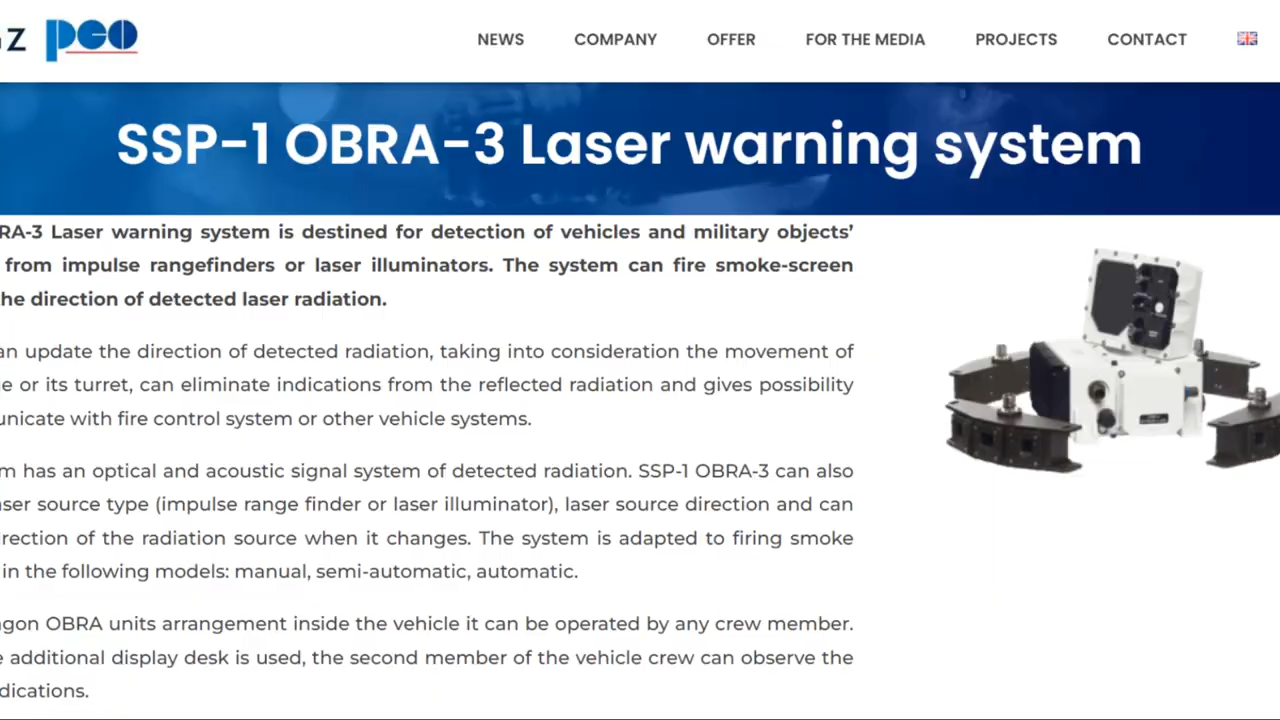 Z PCO
NEWS COMPANY OFFER FOR THE MEDIA PROJECTS CONTACT
SSP-1 OBRA-3 Laser warning system
RA-3 Laser warning system is destined for detection of vehicles and military objects’
from impulse rangefinders or laser illuminators. The system can fire smoke-screen
he direction of detected laser radiation.
an update the direction of detected radiation, taking into consideration the movement of
e or its turret, can eliminate indications from the reflected radiation and gives possibility
unicate with fire control system or other vehicle systems.
m has an optical and acoustic signal system of detected radiation. SSP-1 OBRA-3 can also
ser source type (impulse range finder or laser illuminator), laser source direction and can
rection of the radiation source when it changes. The system is adapted to firing smoke
in the following models: manual, semi-automatic, automatic.
gon OBRA units arrangement inside the vehicle it can be operated by any crew member.
e additional display desk is used, the second member of the vehicle crew can observe the
dications.